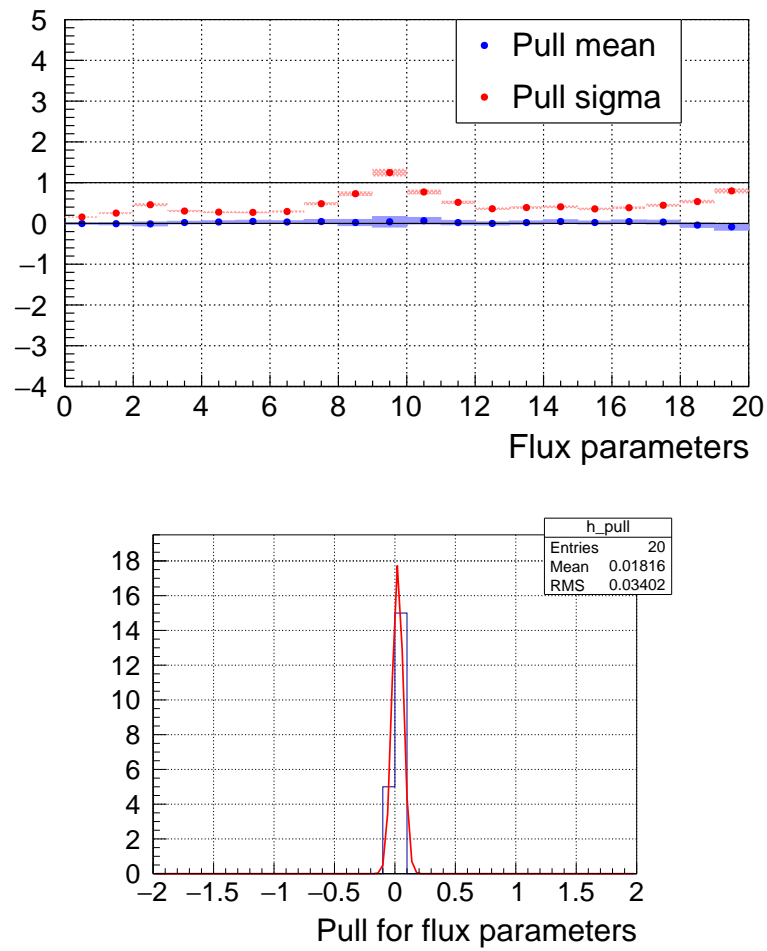 5
4
3
2
1
0
−1
−2
−3
−4
Pull mean
Pull sigma
0 2 4 6 8 10 12 14 16 18 20
Flux parameters
h_pull
Entries 20
Mean 0.01816
RMS 0.03402
18
16
14
12
10
8
6
4
2
0
−2 −1.5 −1 −0.5 0 0.5 1 1.5 2
Pull for flux parameters